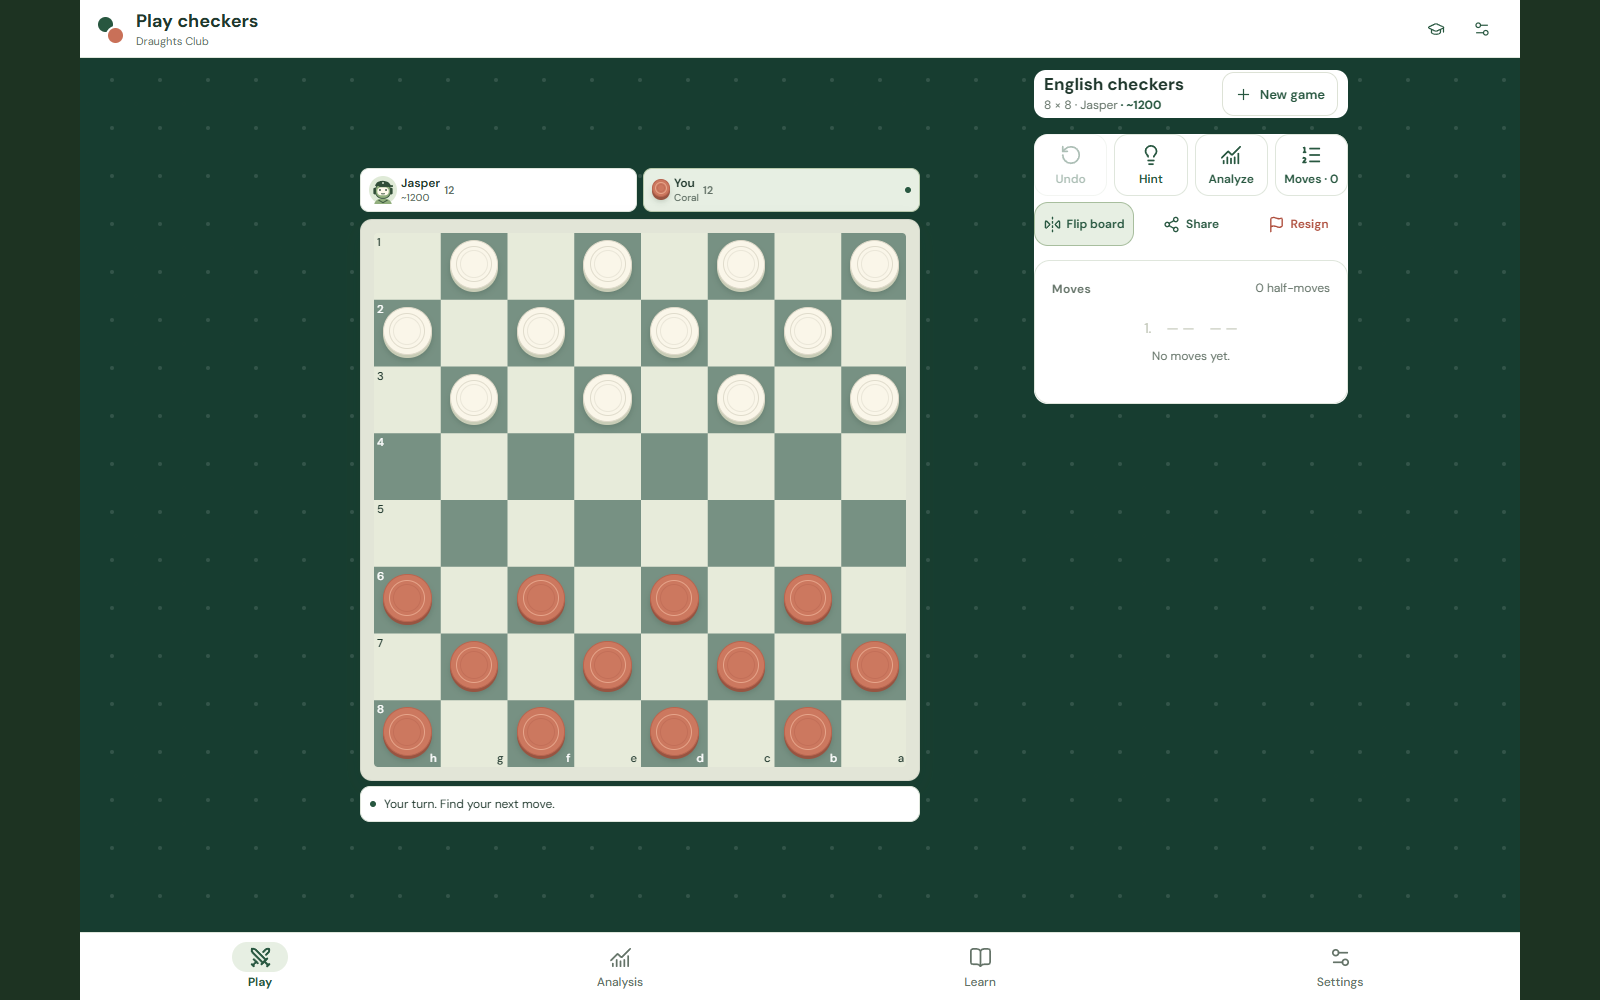 Play checkers
Draughts Club
English checkers
8 × 8 · Jasper · ~1200
New game
Jasper
~1200
12
You
Coral
12
Undo
Hint
Analyze
Moves · 0
Flip board
Share
Resign
Moves
0 half-moves
1. –– ––
No moves yet.
1
2
3
4
5
6
7
8
h g f e d c b a
Your turn. Find your next move.
Play
Analysis
Learn
Settings